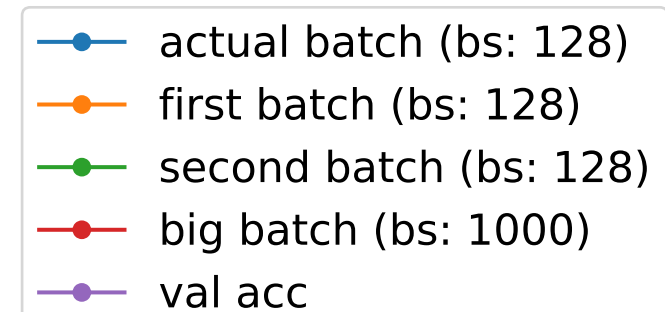 actual batch (bs: 128)
first batch (bs: 128)
second batch (bs: 128)
big batch (bs: 1000)
val acc